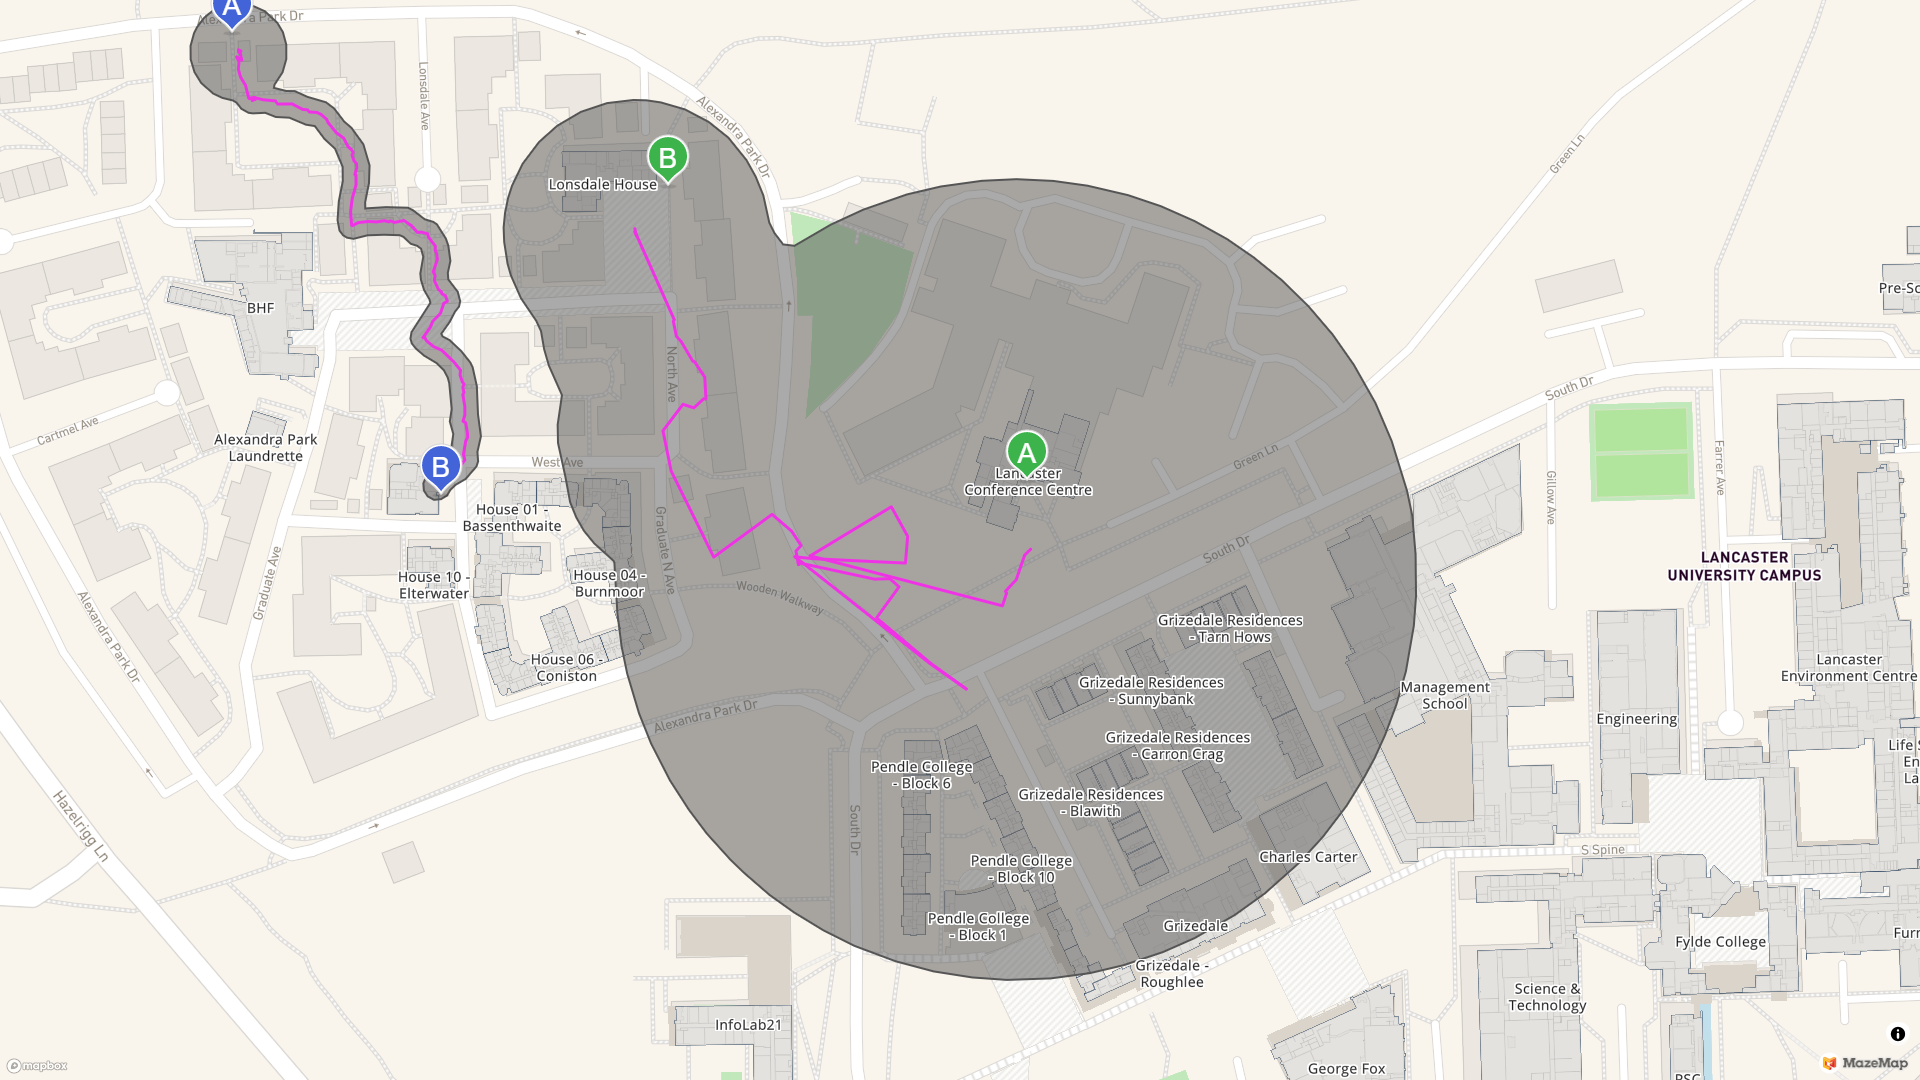 A
Alexandra Park Dr
Lonsdale Ave
Alexandra Park Dr
B
Lonsdale House
Green Ln
BHF
Pre-Sc
North Ave
South Dr
Cartmel Ave
Alexandra Park
Laundrette
A
Lancaster
Conference Centre
Green Ln
Farrer Ave
B
West Ave
Gillow Ave
House 01 -
Bassenthwaite
Graduate N Ave
South Dr
LANCASTER
UNIVERSITY CAMPUS
House 10 -
Elterwater
House 04 -
Burnmoor
Graduate Ave
Wooden Walkway
Alexandra Park Dr
Grizedale Residences
- Tarn Hows
House 06 -
Coniston
Lancaster
Environment Centre
Grizedale Residences
- Sunnybank
Management
School
Engineering
Alexandra Park Dr
Grizedale Residences
- Carron Crag
Life S
En
La
Pendle College
- Block 6
Grizedale Residences
- Blawith
Hazelrigg Ln
South Dr
S Spine
Charles Carter
Pendle College
- Block 10
Pendle College
- Block 1
Grizedale
Fylde College
Furn
Grizedale -
Roughlee
Science &
Technology
InfoLab21
George Fox
PSC
mapbox
i
MazeMap